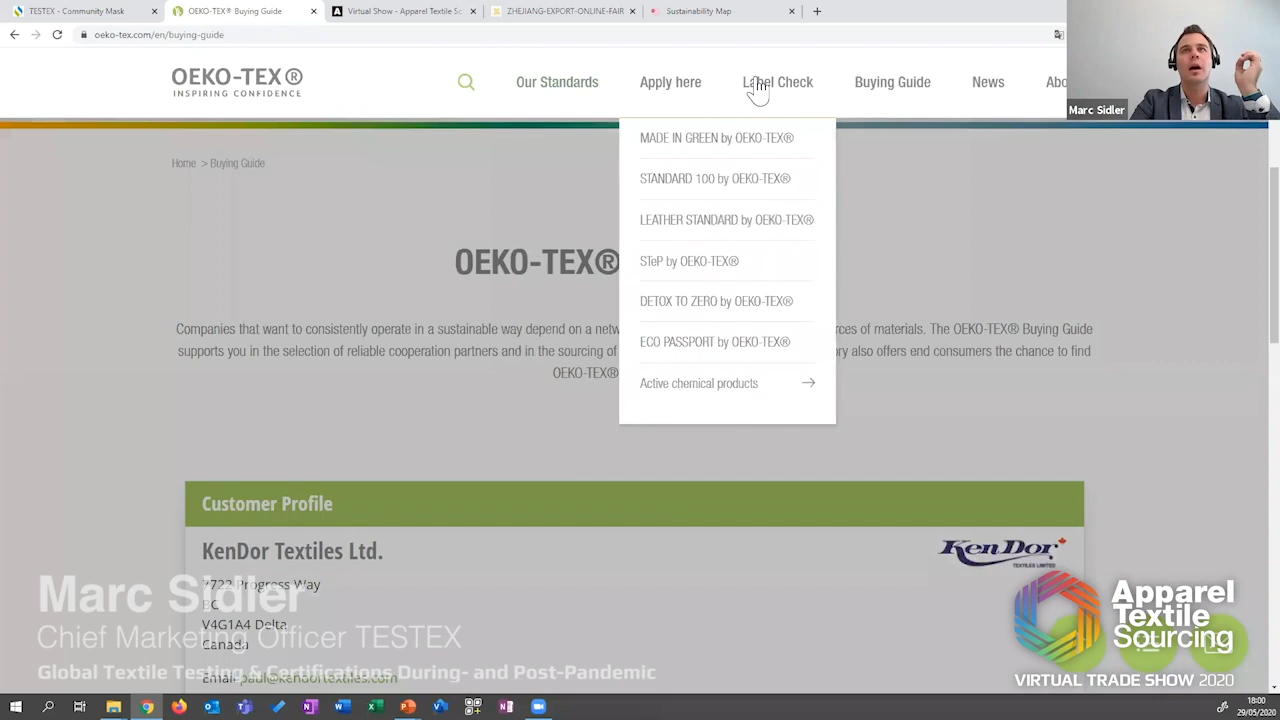 TESTEX - Community Mask
OEKO-TEX® Buying Guide
Virtual Show - Apparel Textile Sc
ZHEJIANG-EXPORT-ONLINE-FAIR
Sustainability Map
oeko-tex.com/en/buying-guide
OEKO-TEX®
INSPIRING CONFIDENCE
Our Standards
Apply here
Label Check
Buying Guide
News
Abo
Marc Sidler
MADE IN GREEN by OEKO-TEX®
Home > Buying Guide
STANDARD 100 by OEKO-TEX®
LEATHER STANDARD by OEKO-TEX®
STeP by OEKO-TEX®
OEKO-TEX®
DETOX TO ZERO by OEKO-TEX®
Companies that want to consistently operate in a sustainable way depend on a netw
rces of materials. The OEKO-TEX® Buying Guide
ECO PASSPORT by OEKO-TEX®
supports you in the selection of reliable cooperation partners and in the sourcing of
ory also offers end consumers the chance to find
OEKO-TEX®
Active chemical products
Customer Profile
KenDor Textiles Ltd.
KenDor
TEXTILES LIMITED
7722 Progress Way
BC
V4G1A4 Delta
Canada
Email paul@kendortextiles.com
Marc Sidler
Chief Marketing Officer TESTEX
Global Textile Testing & Certifications During- and Post-Pandemic
Apparel
Textile
Sourcing
VIRTUAL TRADE SHOW 2020
18:00
29/05/2020